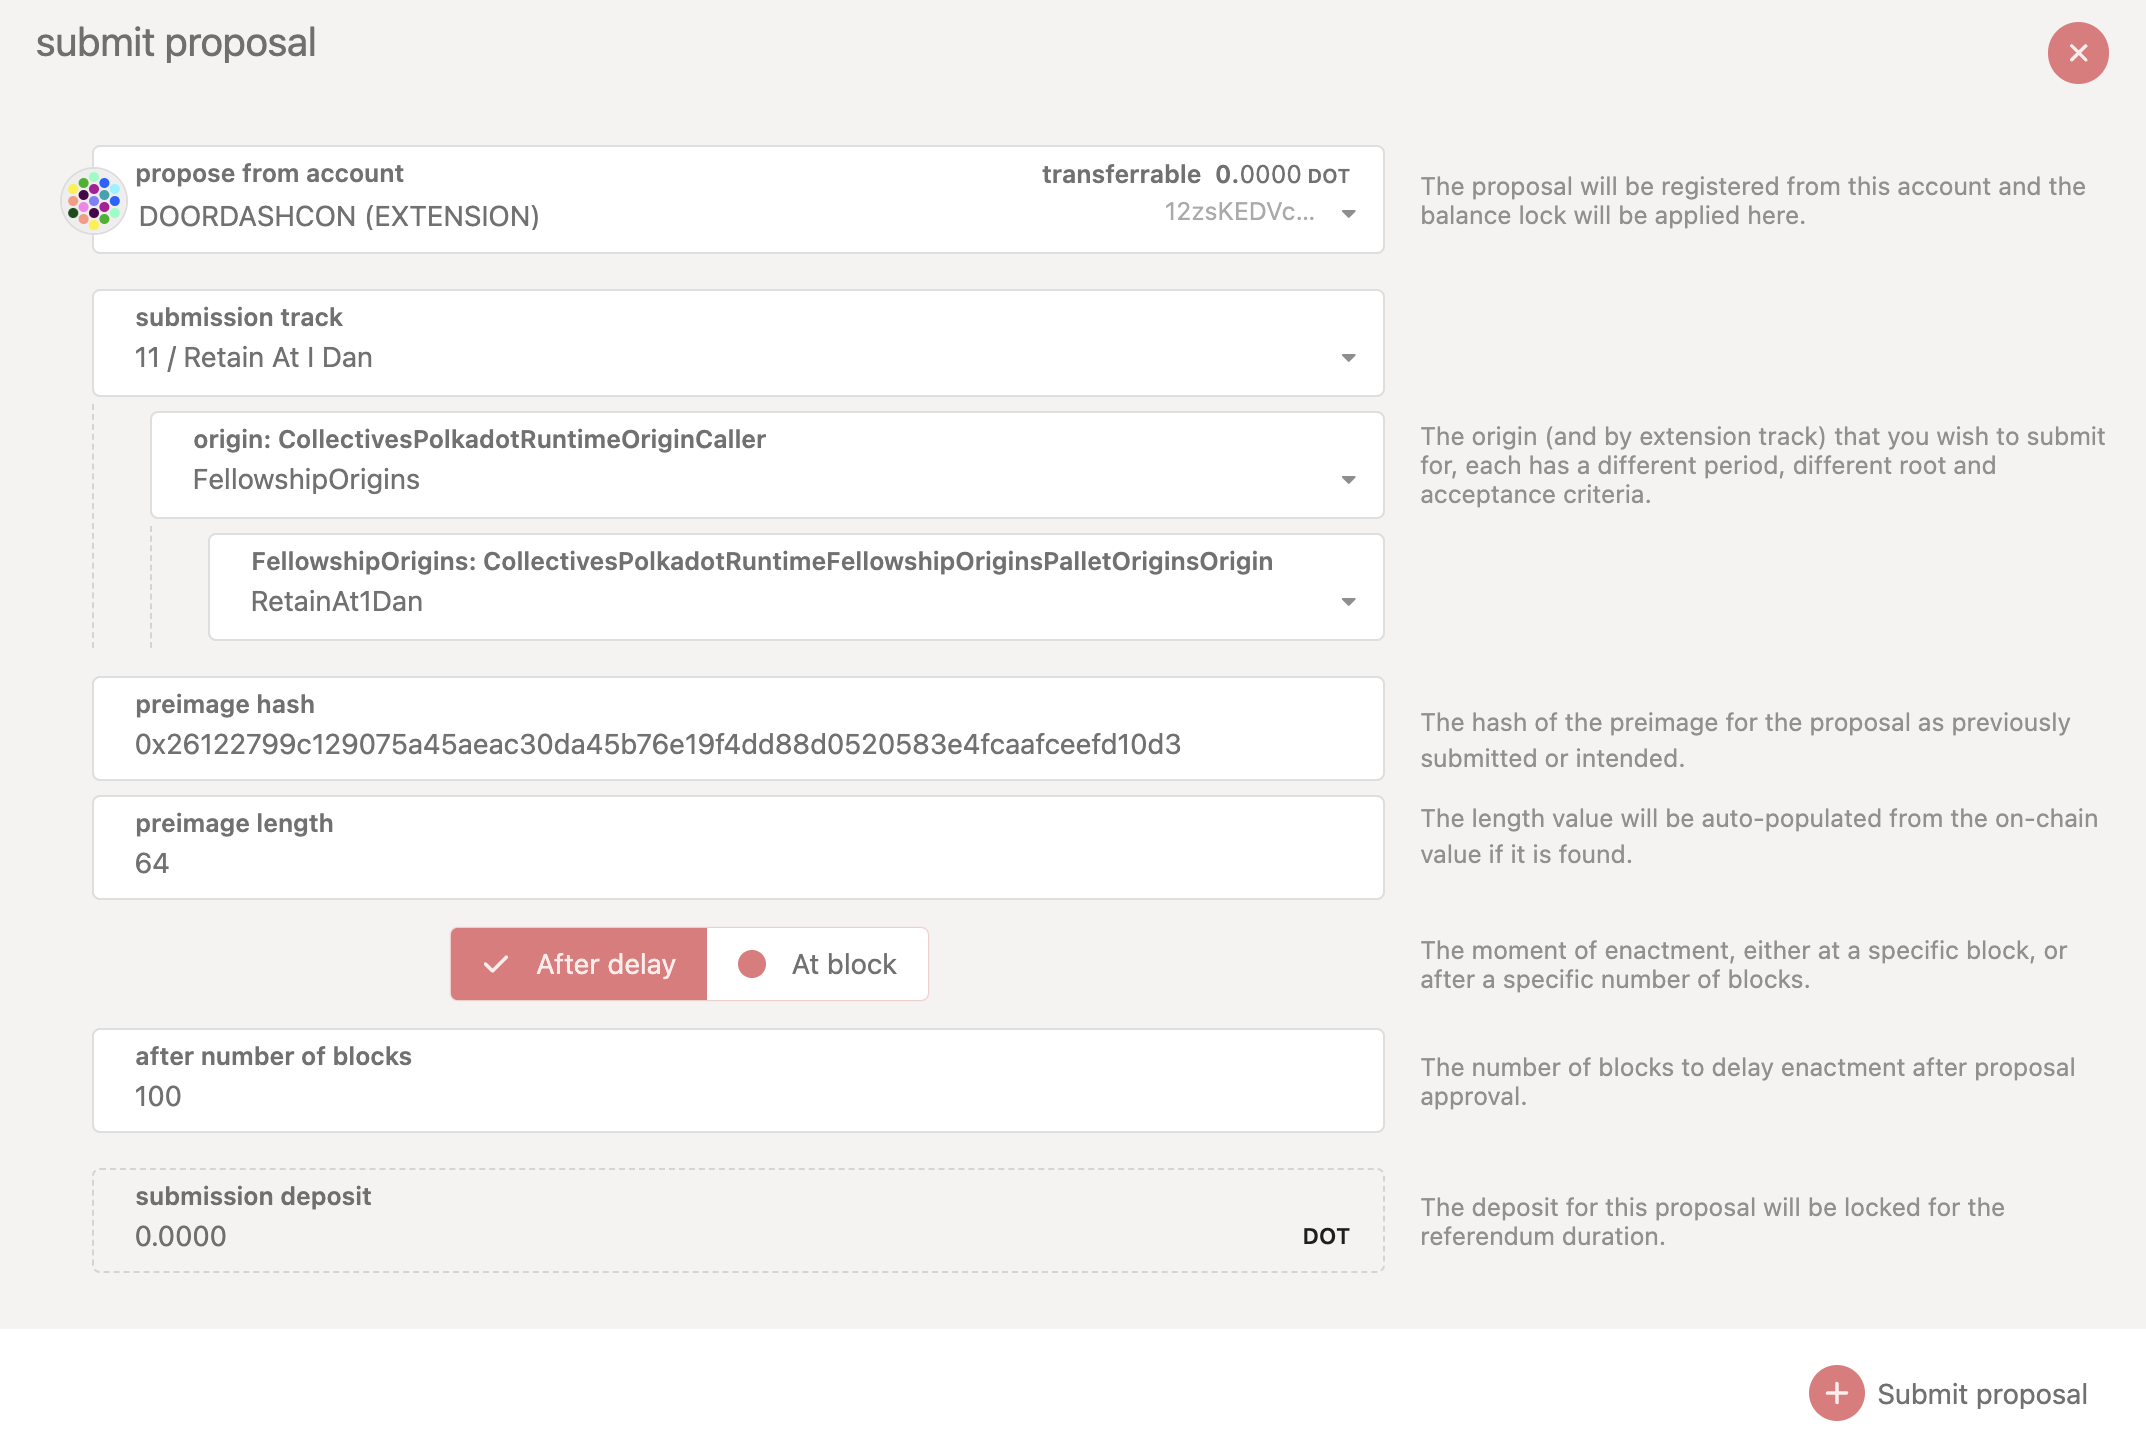 submit proposal
propose from account
transferrable 0.0000 DOT
DOORDASHCON (EXTENSION)
12zsKEDVc...
The proposal will be registered from this account and the
balance lock will be applied here.
submission track
11 / Retain At I Dan
origin: CollectivesPolkadotRuntimeOriginCaller
FellowshipOrigins
The origin (and by extension track) that you wish to submit
for, each has a different period, different root and
acceptance criteria.
FellowshipOrigins: CollectivesPolkadotRuntimeFellowshipOriginsPalletOriginsOrigin
RetainAt1Dan
preimage hash
0x26122799c129075a45aeac30da45b76e19f4dd88d0520583e4fcaafceefd10d3
The hash of the preimage for the proposal as previously
submitted or intended.
preimage length
64
The length value will be auto-populated from the on-chain
value if it is found.
After delay
At block
The moment of enactment, either at a specific block, or
after a specific number of blocks.
after number of blocks
100
The number of blocks to delay enactment after proposal
approval.
submission deposit
0.0000
DOT
The deposit for this proposal will be locked for the
referendum duration.
Submit proposal